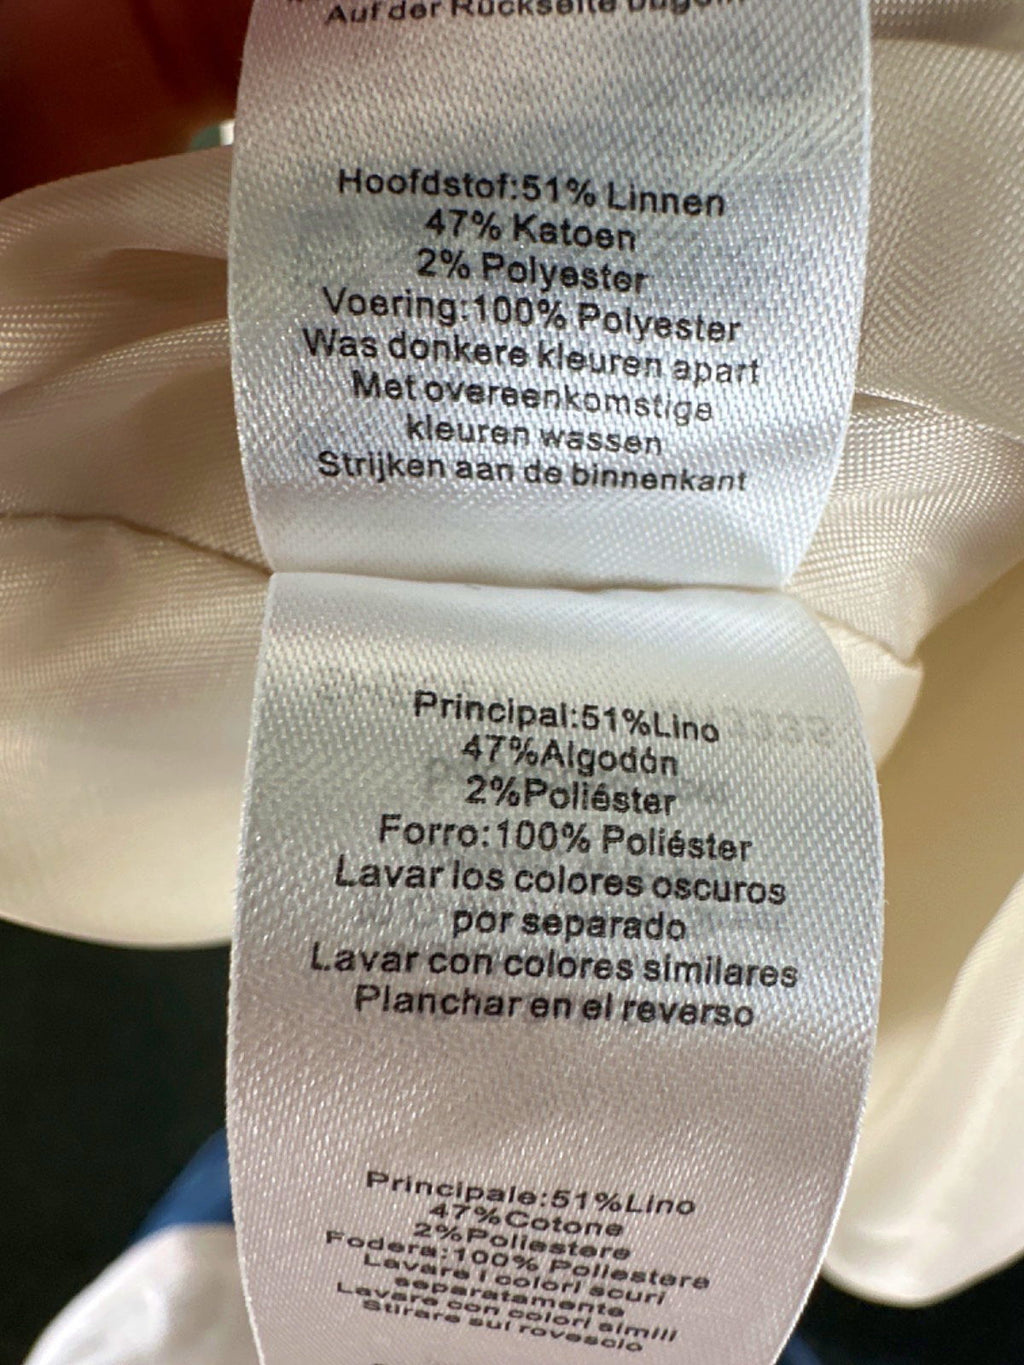 Auf der Rückseite bügeln
Hoofdstof:51% Linnen
47% Katoen
2% Polyester
Voering:100% Polyester
Was donkere kleuren apart
Met overeenkomstige
kleuren wassen
Strijken aan de binnenkant
Principal:51%Lino
47%Algodón
2%Poliéster
Forro:100% Poliéster
Lavar los colores oscuros
por separado
Lavar con colores similares
Planchar en el reverso
Principale:51%Lino
47%Cotone
2%Poliestere
Fodera:100% Poliestere
Lavare i colori scuri
separatamente
Lavare con colori simili
Stirare sul rovescio